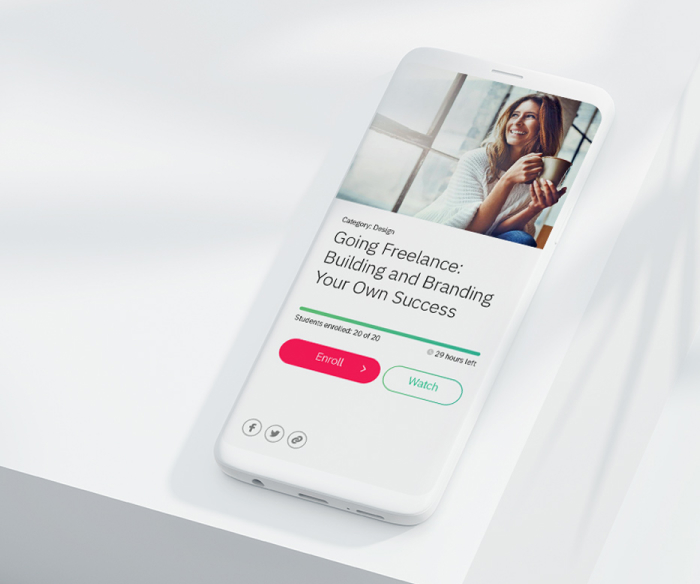 Category: Design
Going Freelance:
Building and Branding
Your Own Success
Students enrolled: 20 of 20
29 hours left
Enroll
Watch